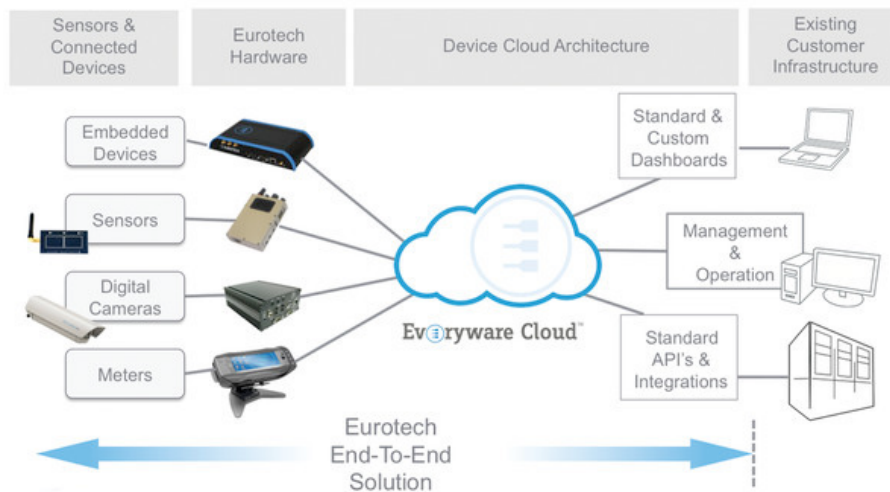 Sensors &
Connected
Devices
Eurotech
Hardware
Device Cloud Architecture
Existing
Customer
Infrastructure
Embedded
Devices
Sensors
Digital
Cameras
Meters
Everyware Cloud™
Standard &
Custom
Dashboards
Management
&
Operation
Standard
API's &
Integrations
Eurotech
End-To-End
Solution